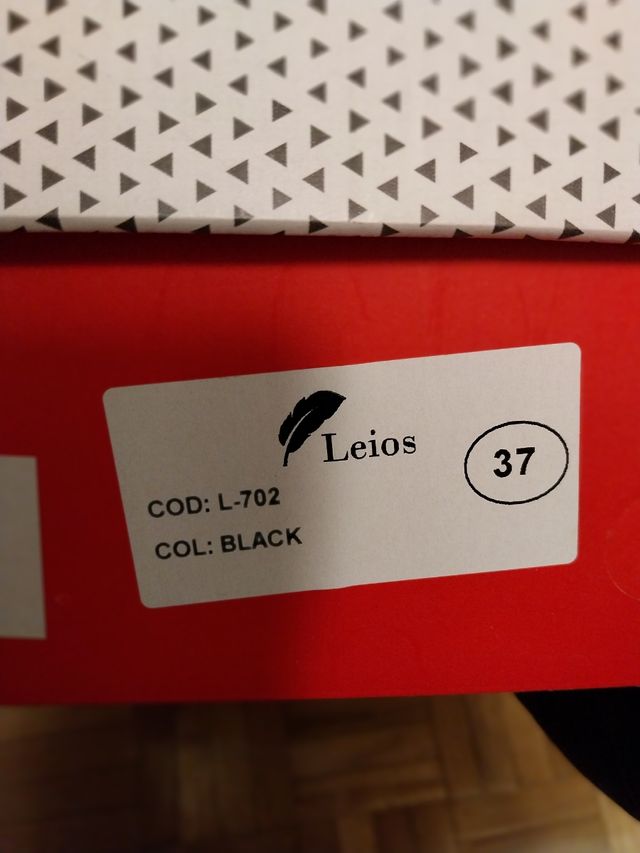 Leios
37
COD: L-702
COL: BLACK